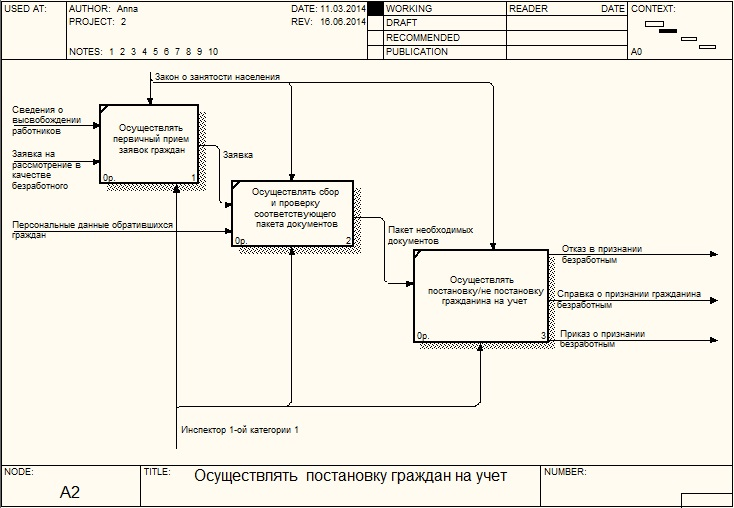 USED AT:
AUTHOR: Anna
DATE: 11.03.2014
WORKING
READER
DATE
CONTEXT:
PROJECT: 2
REV: 16.06.2014
DRAFT
RECOMMENDED
NOTES: 1 2 3 4 5 6 7 8 9 10
PUBLICATION
A0
Закон о занятости населения
Сведения о
высвобождении
работников
Заявка на
рассмотрение в
качестве
безработного
Осуществлять
первичный прием
заявок граждан
0р.
1
Заявка
Персональные данные обратившихся
граждан
Осуществлять сбор
и проверку
соответствующего
пакета документов
0р.
2
Пакет необходимых
документов
Осуществлять
постановку/не постановку
гражданина на учет
0р.
3
Отказ в признании
безработным
Справка о признании гражданина
безработным
Приказ о признании
безработным
Инспектор 1-ой категории 1
NODE:
A2
TITLE:
Осуществлять постановку граждан на учет
NUMBER: